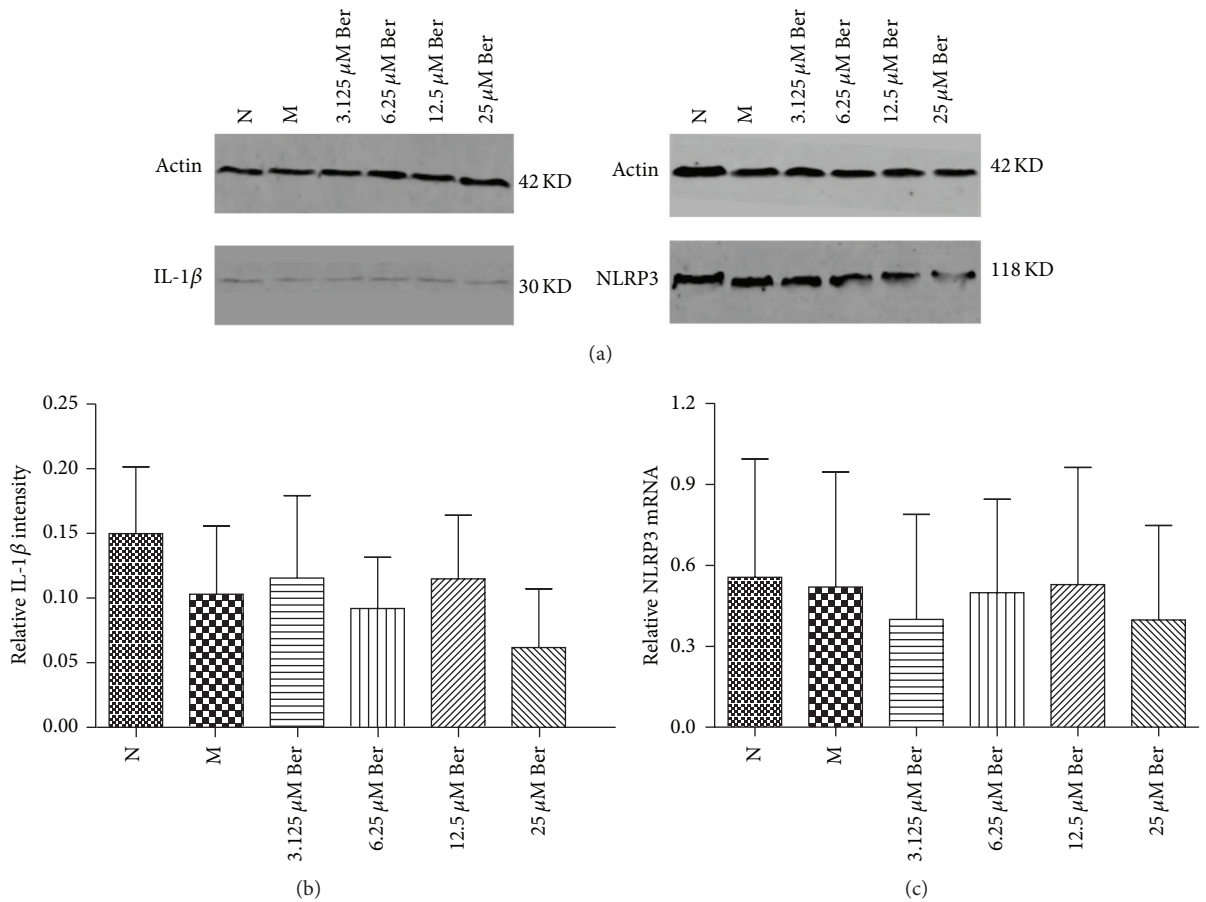 N
M
3.125 μM Ber
6.25 μM Ber
12.5 μM Ber
25 μM Ber
Actin
42 KD
IL-1β
30 KD
N
M
3.125 μM Ber
6.25 μM Ber
12.5 μM Ber
25 μM Ber
Actin
42 KD
NLRP3
118 KD
(a)
Relative IL-1β intensity
0.25
0.20
0.15
0.10
0.05
0.00
N
M
3.125 μM Ber
6.25 μM Ber
12.5 μM Ber
25 μM Ber
(b)
Relative NLRP3 mRNA
1.2
0.9
0.6
0.3
0.0
N
M
3.125 μM Ber
6.25 μM Ber
12.5 μM Ber
25 μM Ber
(c)